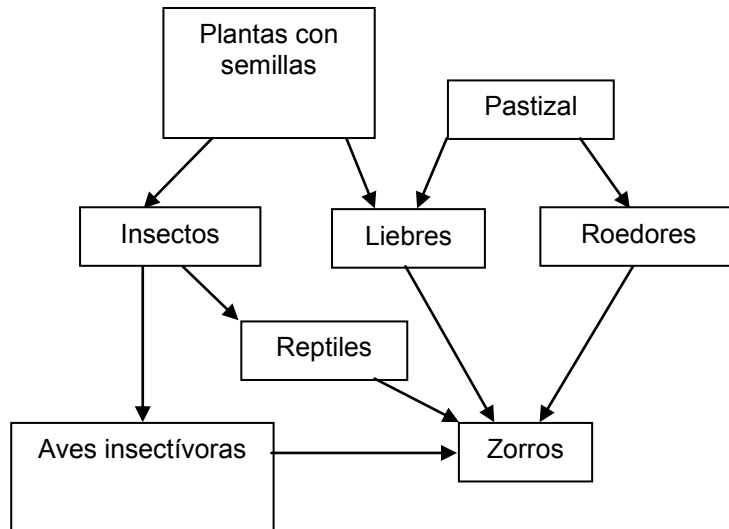 Plantas con
semillas
Pastizal
Insectos
Liebres
Roedores
Reptiles
Aves insectívoras
Zorros